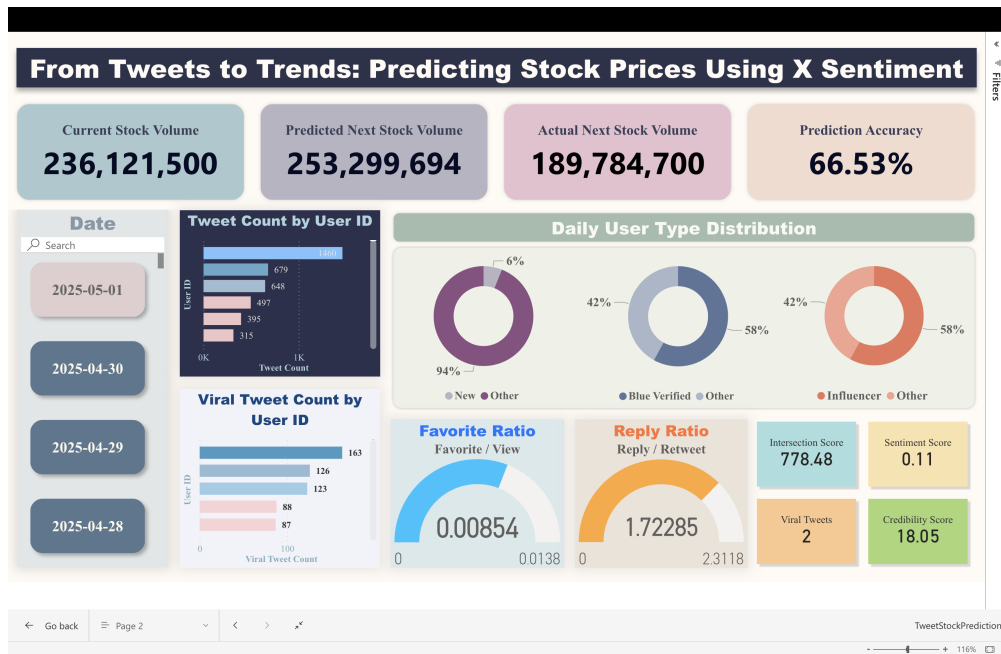 From Tweets to Trends: Predicting Stock Prices Using X Sentiment
Filters
Current Stock Volume
236,121,500
Predicted Next Stock Volume
253,299,694
Actual Next Stock Volume
189,784,700
Prediction Accuracy
66.53%
Date
Search
2025-05-01
2025-04-30
2025-04-29
2025-04-28
Tweet Count by User ID
User ID
1460
679
648
497
395
315
0K
1K
Tweet Count
Viral Tweet Count by
User ID
User ID
163
126
123
88
87
0
100
Viral Tweet Count
Daily User Type Distribution
6%
94%
New
Other
42%
58%
Blue Verified
Other
42%
58%
Influencer
Other
Favorite Ratio
Favorite / View
0.00854
0
0.0138
Reply Ratio
Reply / Retweet
1.72285
0
2.3118
Intersection Score
778.48
Sentiment Score
0.11
Viral Tweets
2
Credibility Score
18.05
Go back
Page 2
TweetStockPrediction
- + 116%